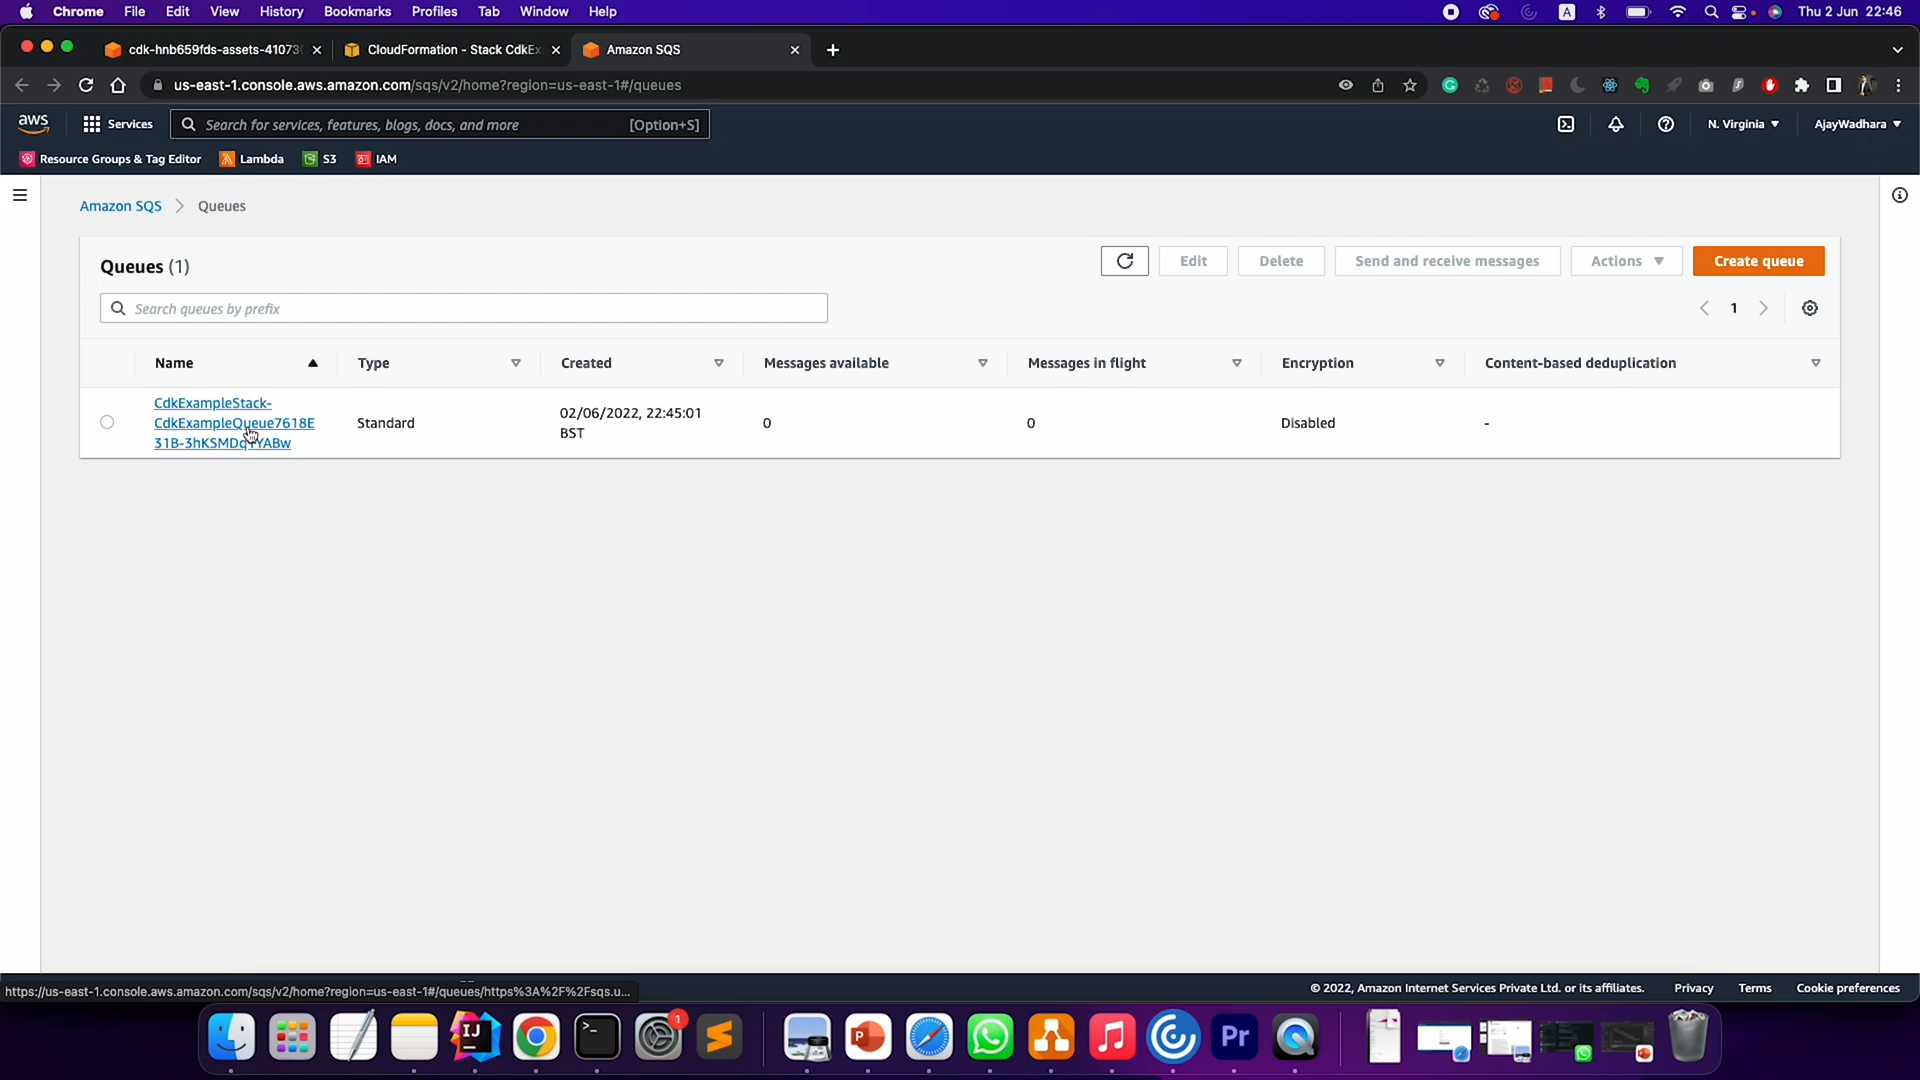 Chrome File Edit View History Bookmarks Profiles Tab Window Help A Thu 2 Jun 22:46
cdk-hnb659fds-assets-41073 CloudFormation - Stack CdkEx Amazon SQS
us-east-1.console.aws.amazon.com/sqs/v2/home?region=us-east-1#/queues
aws Services Search for services, features, blogs, docs, and more [Option+S] N. Virginia AjayWadhara
Resource Groups & Tag Editor Lambda S3 IAM
Amazon SQS Queues
Queues (1) Edit Delete Send and receive messages Actions Create queue
Search queues by prefix 1
Name Type Created Messages available Messages in flight Encryption Content-based deduplication
CdkExampleStack-
CdkExampleQueue7618E
31B-3hKSMDq YABw
Standard
02/06/2022, 22:45:01
BST
0 0 Disabled -
https://us-east-1.console.aws.amazon.com/sqs/v2/home?region=us-east-1#/queues/https%3A%2F%2Fsqs.u...
© 2022, Amazon Internet Services Private Ltd. or its affiliates. Privacy Terms Cookie preferences
IJ 1 Pr